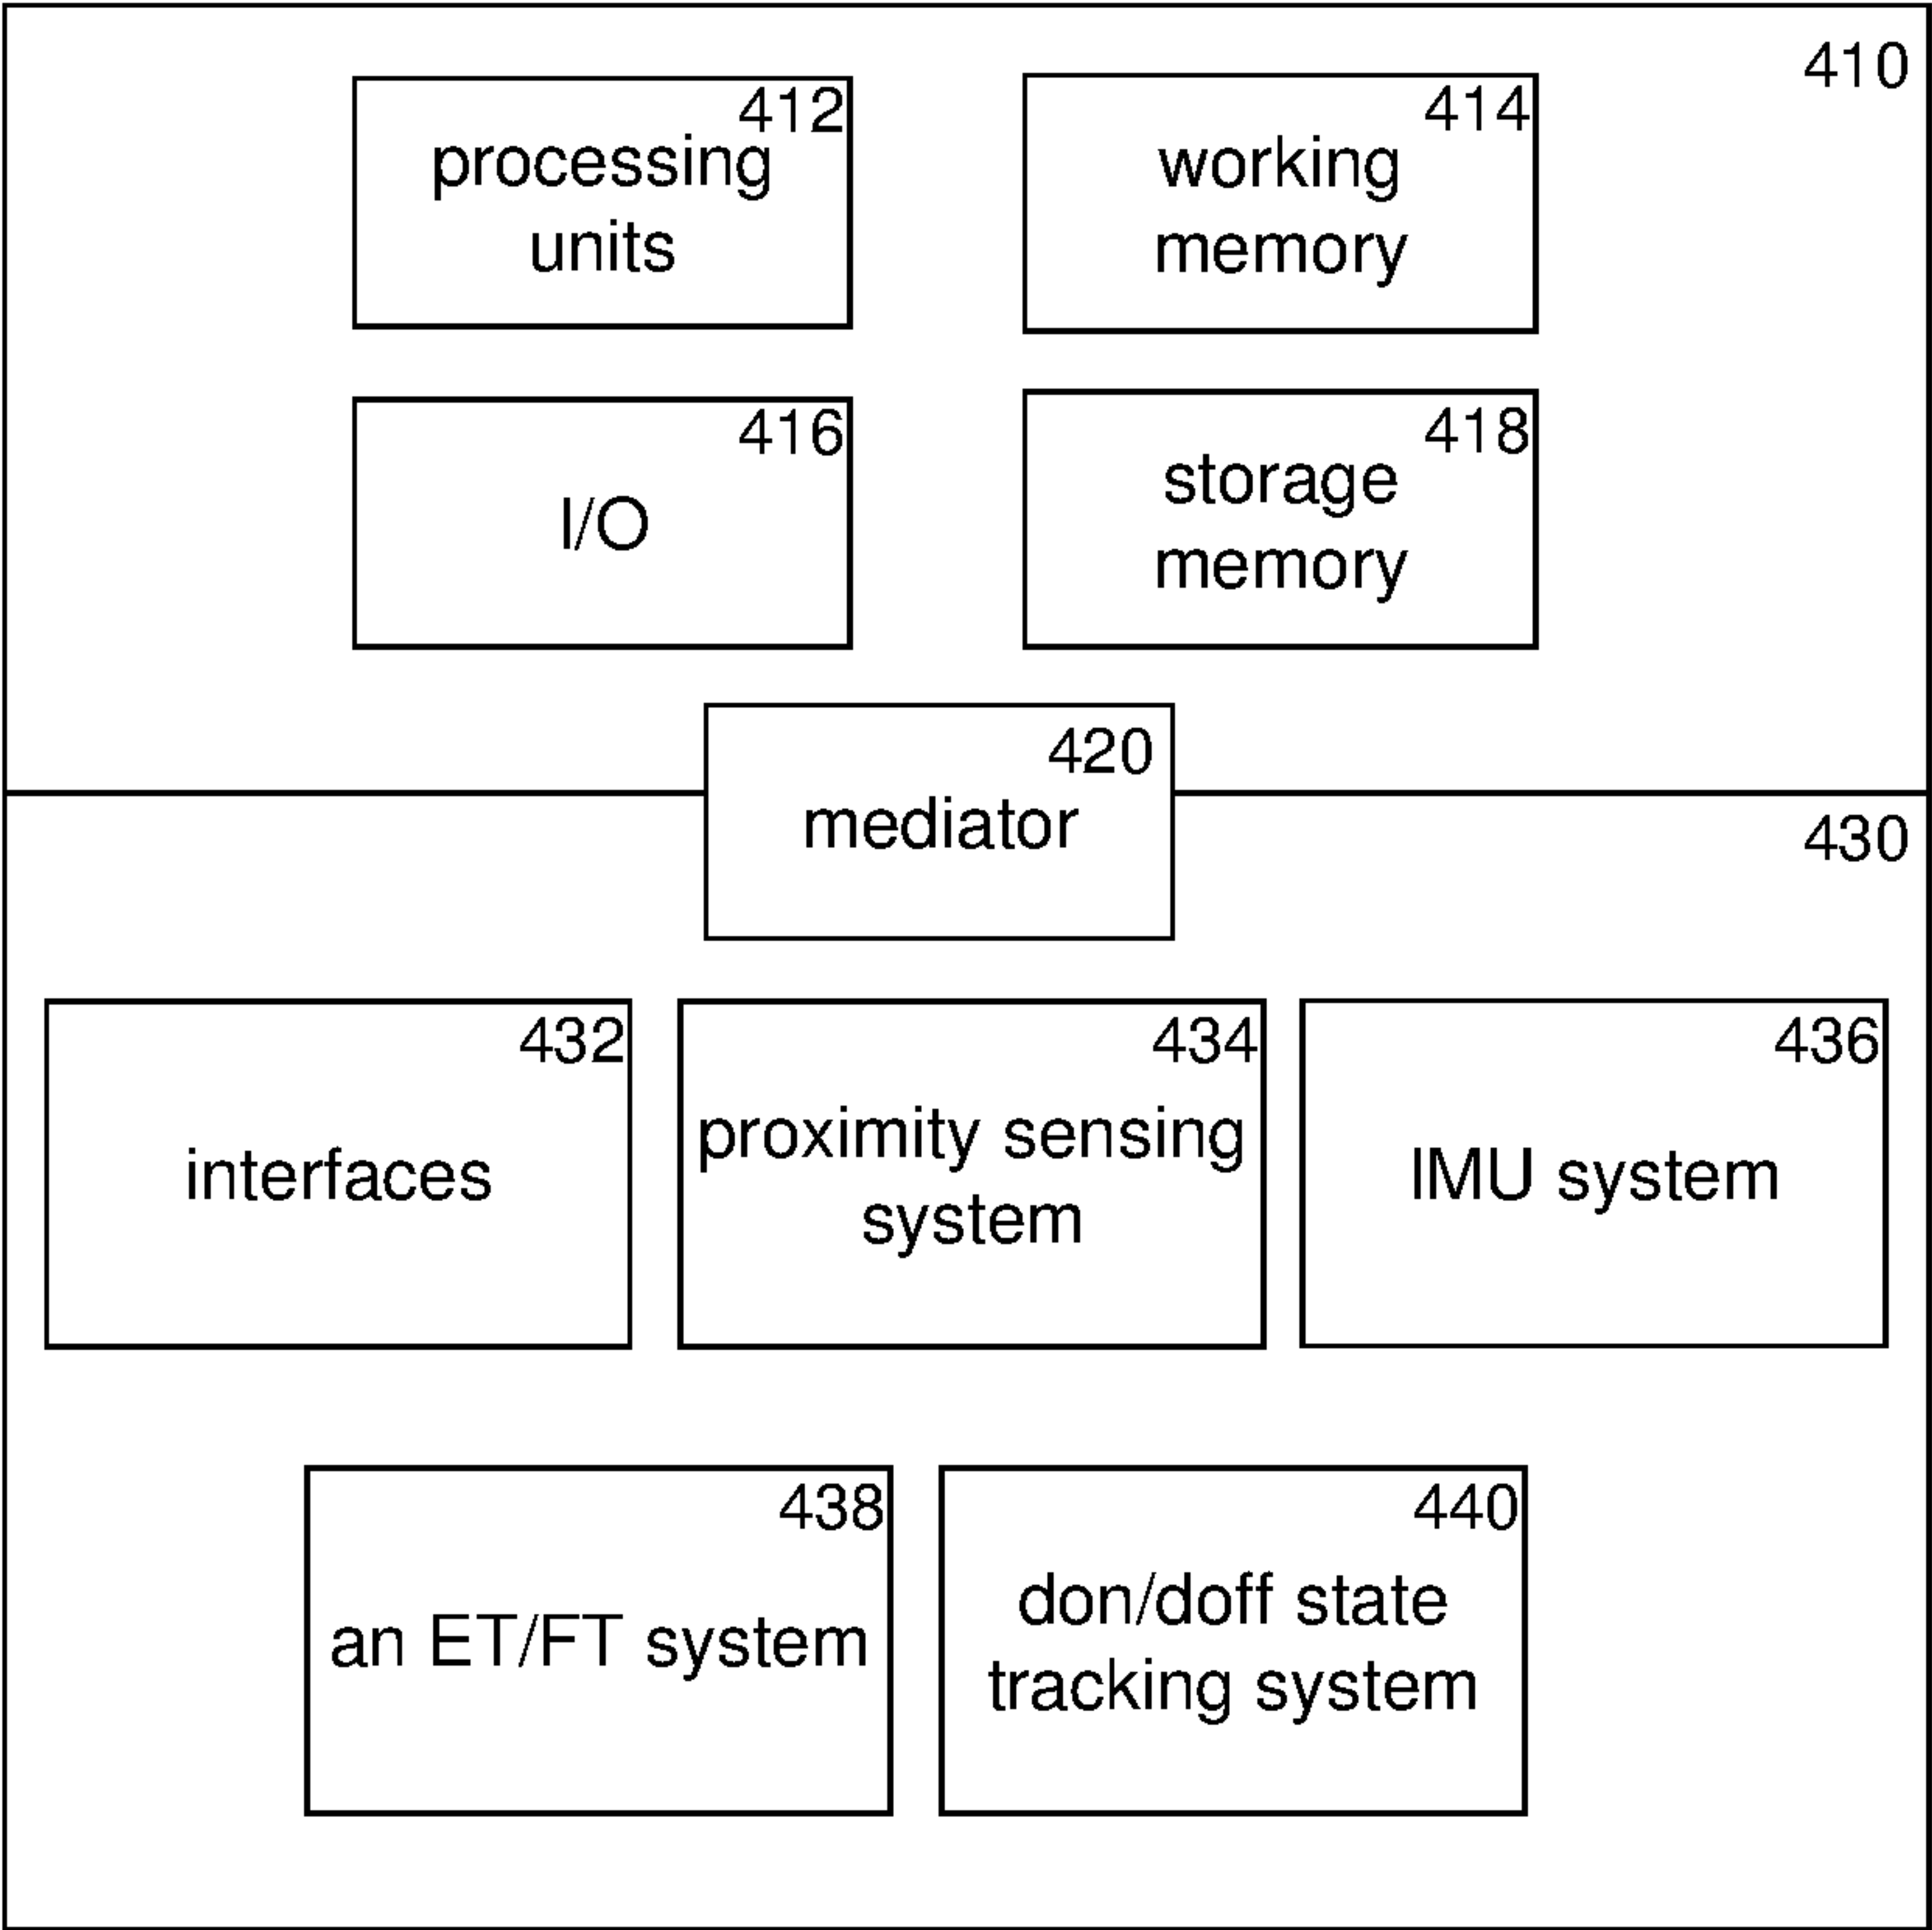 410
412
processing
units
414
working
memory
416
I/O
418
storage
memory
420
mediator
430
432
interfaces
434
proximity sensing
system
436
IMU system
438
an ET/FT system
440
don/doff state
tracking system